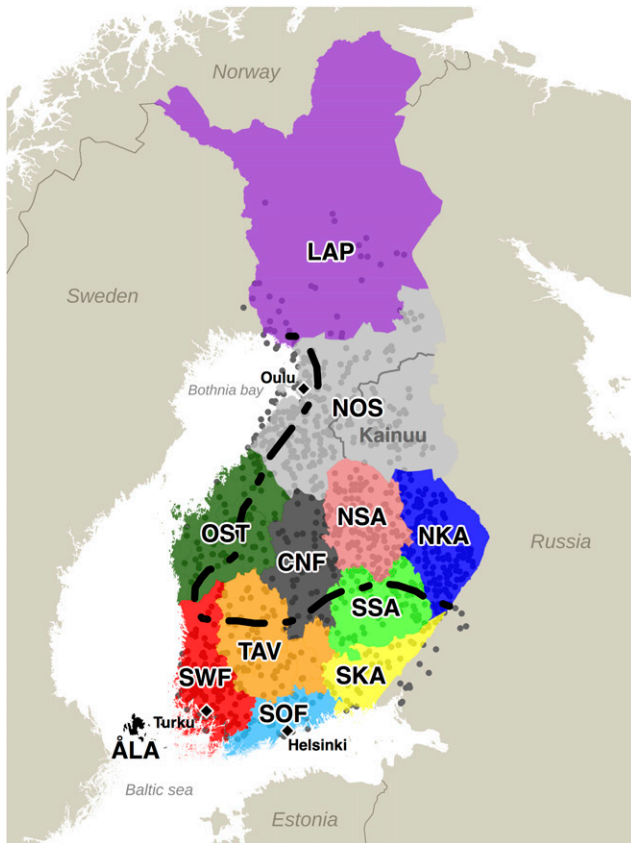 Norway
LAP
Sweden
Oulu
Bothnia bay
NOS
Kainuu
OST
NSA
NKA
CNF
Russia
SSA
TAV
SWF
SKA
SOF
Turku
ÅLA
Helsinki
Baltic sea
Estonia